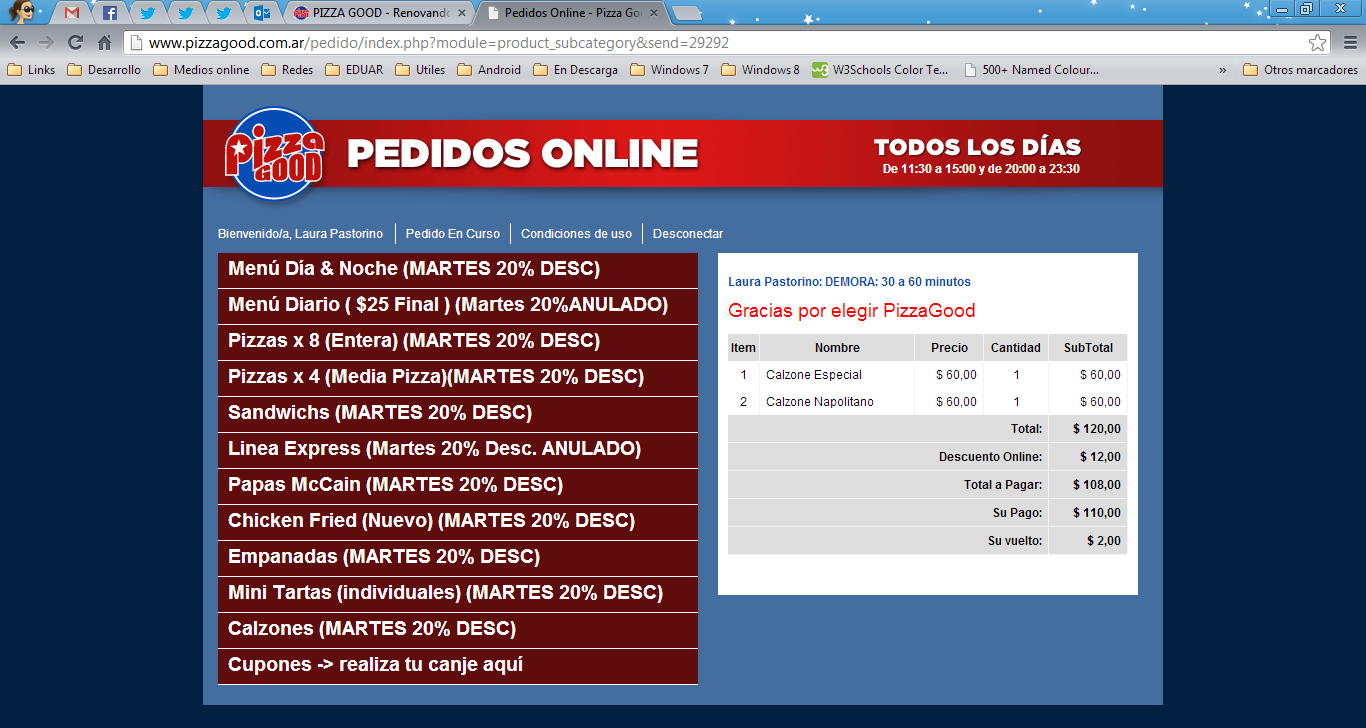 PIZZA GOOD - Renovando
Pedidos Online - Pizza Go
www.pizzagood.com.ar/pedido/index.php?module=product_subcategory&send=29292
Links Desarrollo Medios online Redes EDUAR Utiles Android En Descarga Windows 7 Windows 8 W3Schools Color Te... 500+ Named Colour... » Otros marcadores
Pizza GOOD
PEDIDOS ONLINE
TODOS LOS DÍAS
De 11:30 a 15:00 y de 20:00 a 23:30
Bienvenido/a, Laura Pastorino Pedido En Curso Condiciones de uso Desconectar
Menú Día & Noche (MARTES 20% DESC)
Menú Diario ( $25 Final ) (Martes 20%ANULADO)
Pizzas x 8 (Entera) (MARTES 20% DESC)
Pizzas x 4 (Media Pizza)(MARTES 20% DESC)
Sandwichs (MARTES 20% DESC)
Linea Express (Martes 20% Desc. ANULADO)
Papas McCain (MARTES 20% DESC)
Chicken Fried (Nuevo) (MARTES 20% DESC)
Empanadas (MARTES 20% DESC)
Mini Tartas (individuales) (MARTES 20% DESC)
Calzones (MARTES 20% DESC)
Cupones -> realiza tu canje aquí
Laura Pastorino: DEMORA: 30 a 60 minutos
Gracias por elegir PizzaGood
Item Nombre Precio Cantidad SubTotal
1 Calzone Especial $ 60,00 1 $ 60,00
2 Calzone Napolitano $ 60,00 1 $ 60,00
Total: $ 120,00
Descuento Online: $ 12,00
Total a Pagar: $ 108,00
Su Pago: $ 110,00
Su vuelto: $ 2,00